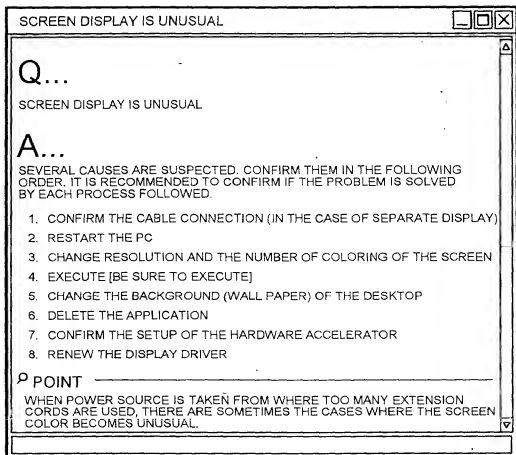 SCREEN DISPLAY IS UNUSUAL
Q...
SCREEN DISPLAY IS UNUSUAL
A...
SEVERAL CAUSES ARE SUSPECTED. CONFIRM THEM IN THE FOLLOWING
ORDER. IT IS RECOMMENDED TO CONFIRM IF THE PROBLEM IS SOLVED
BY EACH PROCESS FOLLOWED.
1. CONFIRM THE CABLE CONNECTION (IN THE CASE OF SEPARATE DISPLAY)
2. RESTART THE PC
3. CHANGE RESOLUTION AND THE NUMBER OF COLORING OF THE SCREEN
4. EXECUTE [BE SURE TO EXECUTE]
5. CHANGE THE BACKGROUND (WALL PAPER) OF THE DESKTOP
6. DELETE THE APPLICATION
7. CONFIRM THE SETUP OF THE HARDWARE ACCELERATOR
8. RENEW THE DISPLAY DRIVER
POINT
WHEN POWER SOURCE IS TAKEN FROM WHERE TOO MANY EXTENSION
CORDS ARE USED, THERE ARE SOMETIMES THE CASES WHERE THE SCREEN
COLOR BECOMES UNUSUAL.